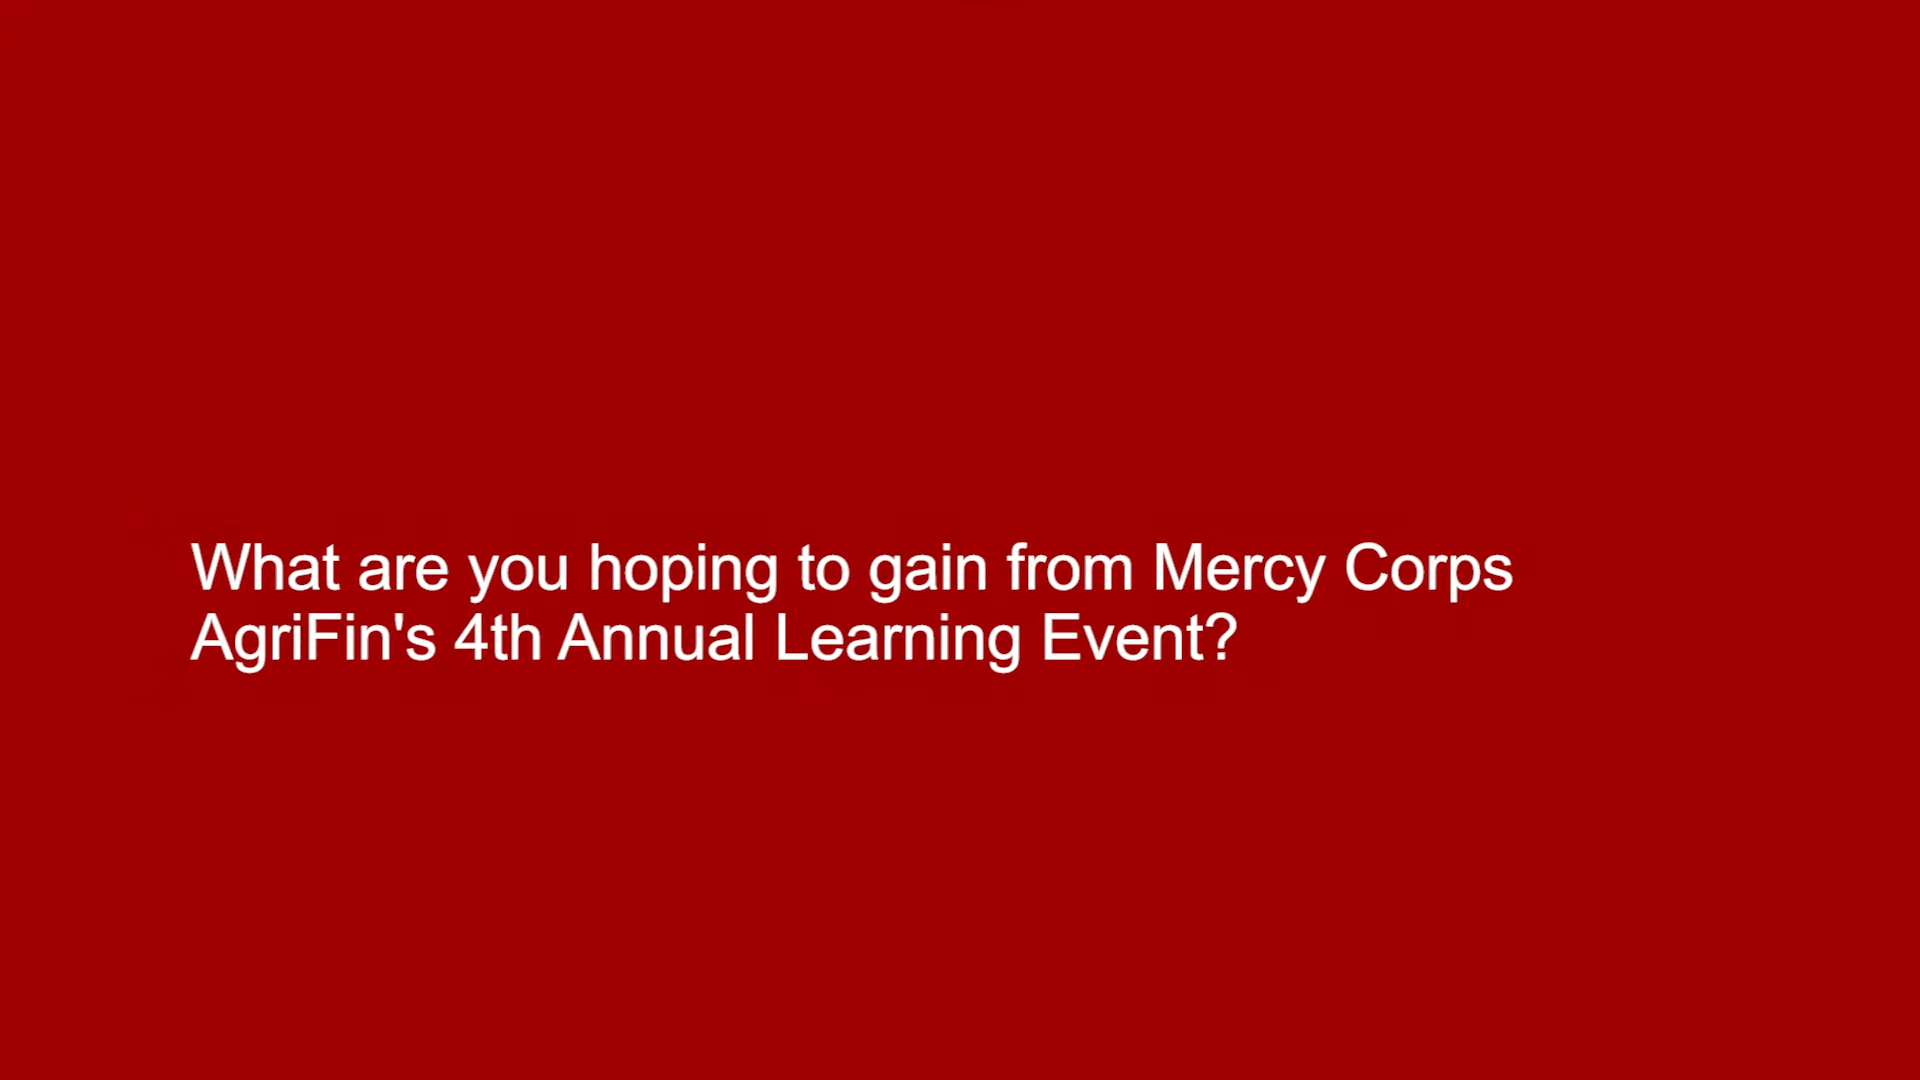 What are you hoping to gain from Mercy Corps
AgriFin's 4th Annual Learning Event?